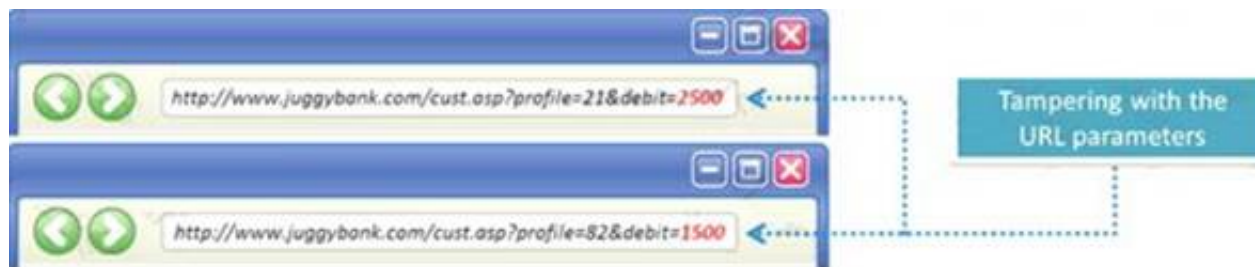 http://www.juggybank.com/cust.asp?profile=21&debit=2500
Tampering with the
URL parameters
http://www.juggybank.com/cust.asp?profile=82&debit=1500